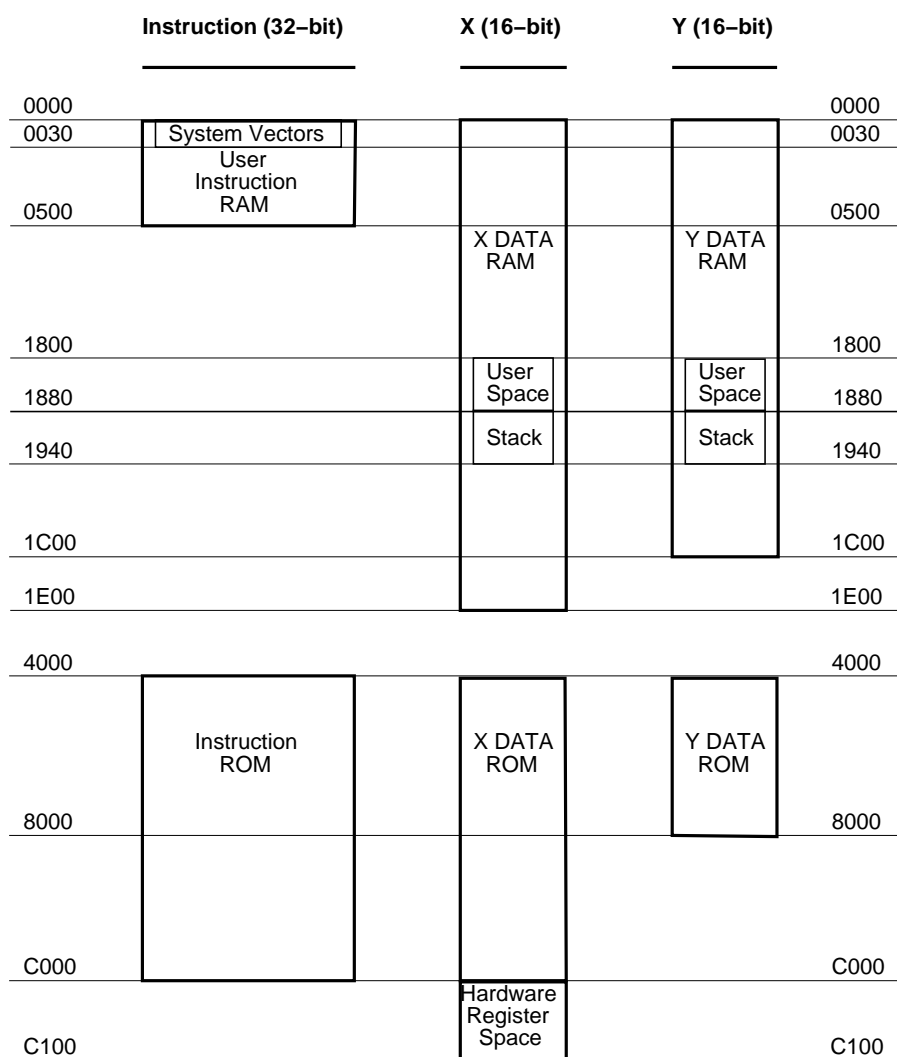 Instruction (32–bit) X (16–bit) Y (16–bit)
0000 0000
0030 System Vectors 0030
User
Instruction
RAM
0500 0500
X DATA Y DATA
RAM RAM
1800 1800
User User
Space Space
1880 1880
Stack Stack
1940 1940
1C00 1C00
1E00 1E00
4000 4000
Instruction X DATA Y DATA
ROM ROM ROM
8000 8000
C000 C000
Hardware
Register
Space
C100 C100